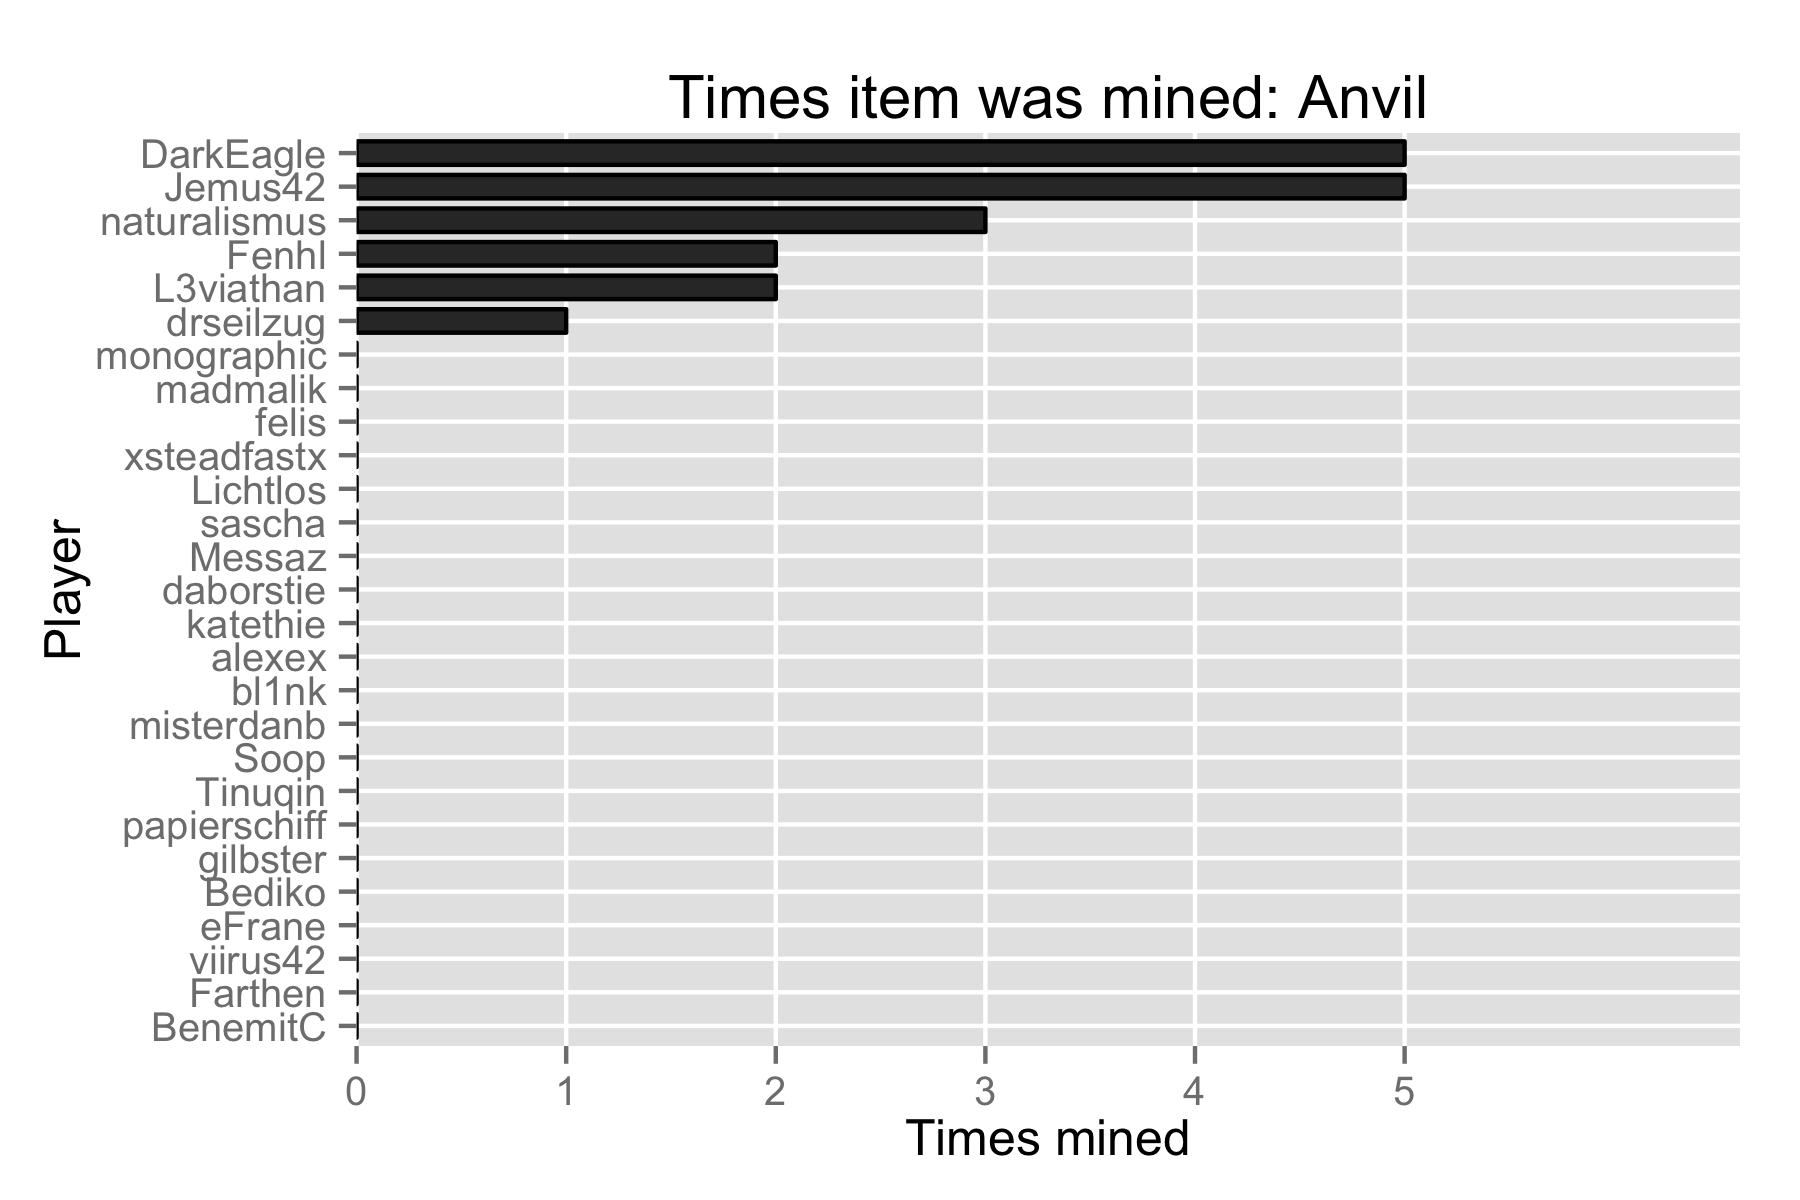 Times item was mined: Anvil
DarkEagle
Jemus42
naturalismus
Fenhl
L3viathan
drseilzug
monographic
madmalik
felis
xsteadfastx
Lichtlos
sascha
Messaz
daborstie
katethie
alexex
bl1nk
misterdanb
Soop
Tinuqin
papierschiff
gilbster
Bediko
eFrane
viirus42
Farthen
BenemitC
Player
0 1 2 3 4 5
Times mined